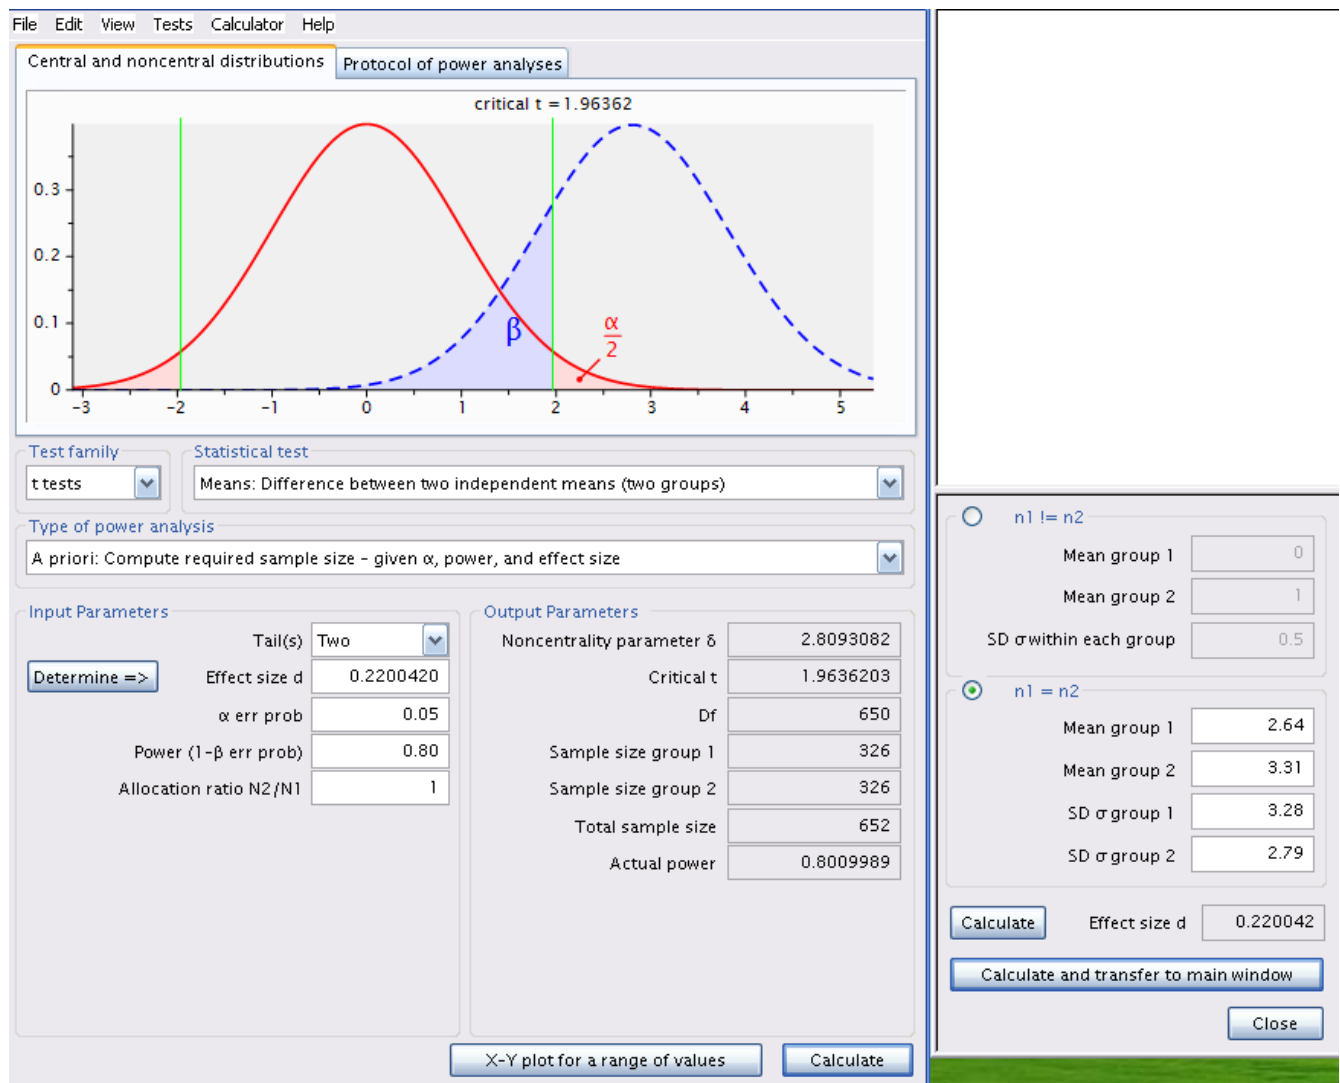 File Edit View Tests Calculator Help
Central and noncentral distributions
Protocol of power analyses
critical t = 1.96362
0.3
0.2
0.1
0
β
α
2
-3 -2 -1 0 1 2 3 4 5
Test family
t tests
Statistical test
Means: Difference between two independent means (two groups)
Type of power analysis
A priori: Compute required sample size - given α, power, and effect size
Input Parameters
Tail(s) Two
Determine => Effect size d 0.2200420
α err prob 0.05
Power (1-β err prob) 0.80
Allocation ratio N2/N1 1
Output Parameters
Noncentrality parameter δ 2.8093082
Critical t 1.9636203
Df 650
Sample size group 1 326
Sample size group 2 326
Total sample size 652
Actual power 0.8009989
X-Y plot for a range of values
Calculate
n1 != n2
Mean group 1 0
Mean group 2 1
SD σ within each group 0.5
n1 = n2
Mean group 1 2.64
Mean group 2 3.31
SD σ group 1 3.28
SD σ group 2 2.79
Calculate Effect size d 0.220042
Calculate and transfer to main window
Close